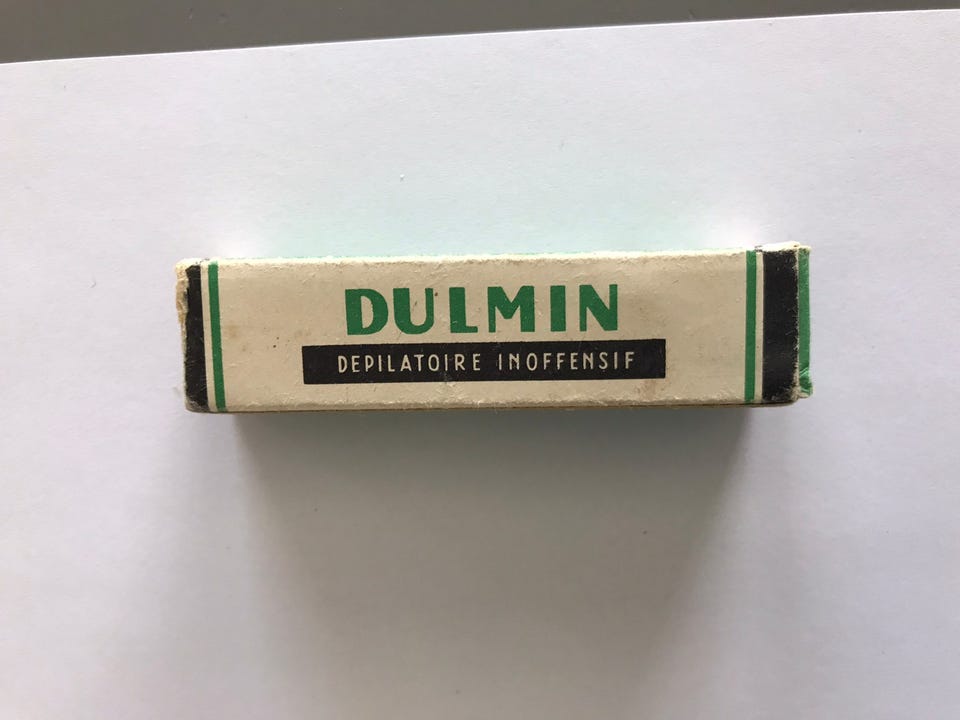 DULMIN
DEPILATOIRE INOFFENSIF